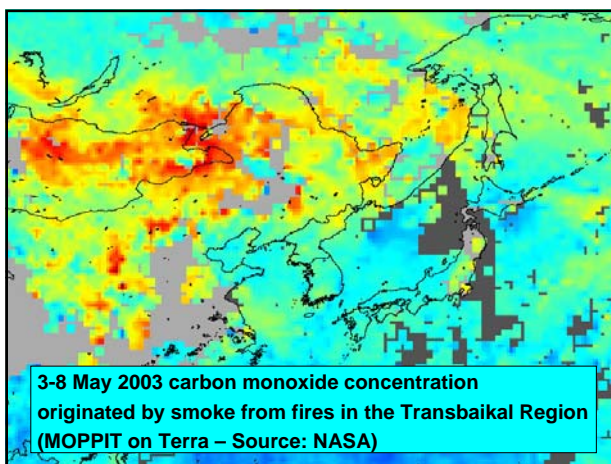 3-8 May 2003 carbon monoxide concentration
originated by smoke from fires in the Transbaikal Region
(MOPPIT on Terra – Source: NASA)